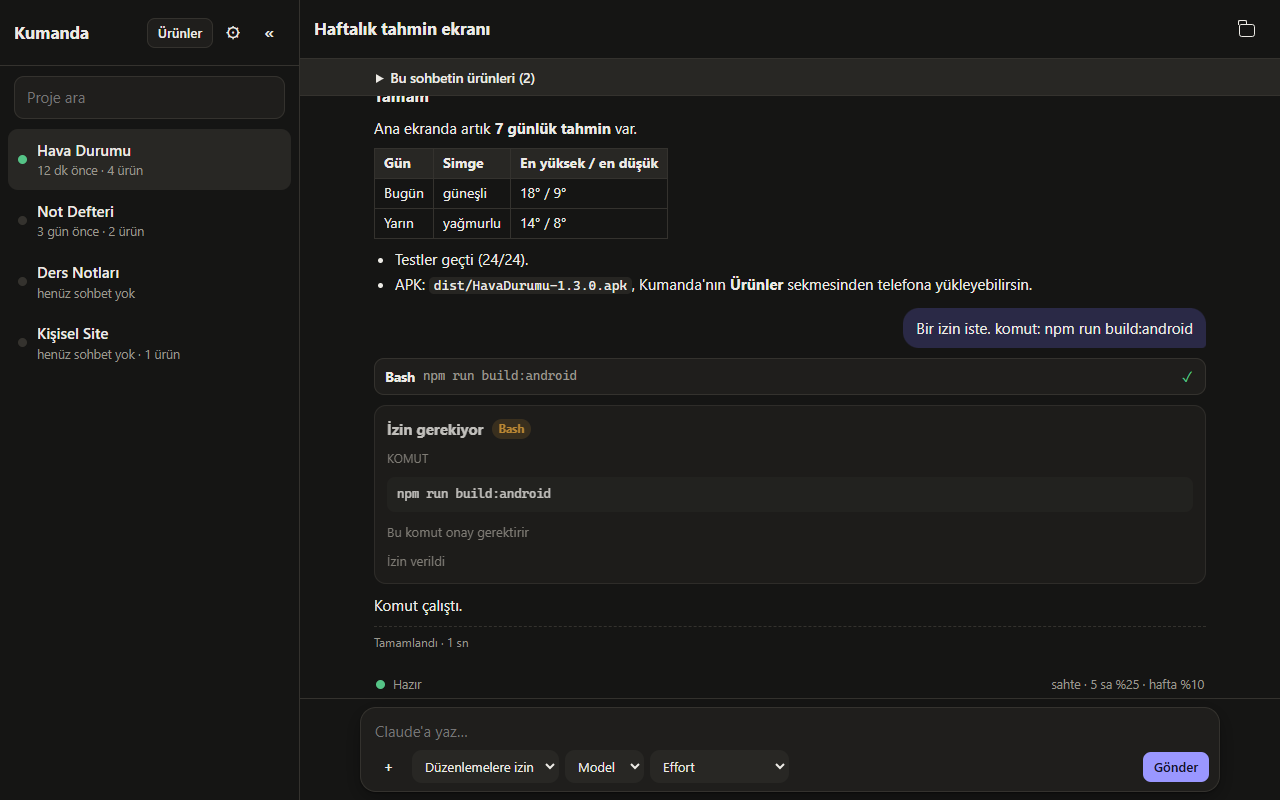 Kumanda
Ürünler
«
Proje ara
Hava Durumu
12 dk önce · 4 ürün
Not Defteri
3 gün önce · 2 ürün
Ders Notları
henüz sohbet yok
Kişisel Site
henüz sohbet yok · 1 ürün
Haftalık tahmin ekranı
Bu sohbetin ürünleri (2)
Tamam
Ana ekranda artık 7 günlük tahmin var.
Gün Simge En yüksek / en düşük
Bugün güneşli 18° / 9°
Yarın yağmurlu 14° / 8°
• Testler geçti (24/24).
• APK: dist/HavaDurumu-1.3.0.apk, Kumanda'nın Ürünler sekmesinden telefona yükleyebilirsin.
Bir izin iste. komut: npm run build:android
Bash npm run build:android ✓
İzin gerekiyor Bash
KOMUT
npm run build:android
Bu komut onay gerektirir
İzin verildi
Komut çalıştı.
Tamamlandı · 1 sn
Hazır
sahte · 5 sa %25 · hafta %10
Claude'a yaz...
+ Düzenlemelere izin Model Effort Gönder